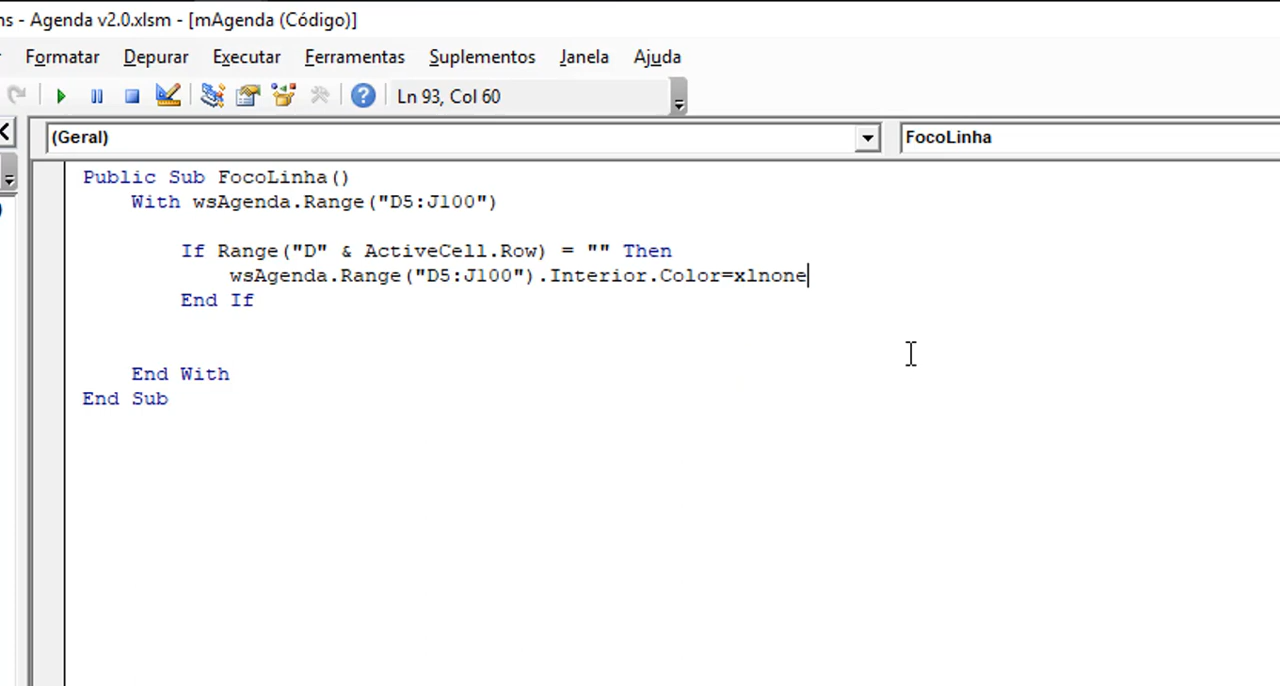 ns - Agenda v2.0.xlsm - [mAgenda (Código)]
Formatar Depurar Executar Ferramentas Suplementos Janela Ajuda
Ln 93, Col 60
(Geral) FocoLinha
Public Sub FocoLinha()
With wsAgenda.Range("D5:J100")
If Range("D" & ActiveCell.Row) = "" Then
wsAgenda.Range("D5:J100").Interior.Color=xlnone
End If
End With
End Sub